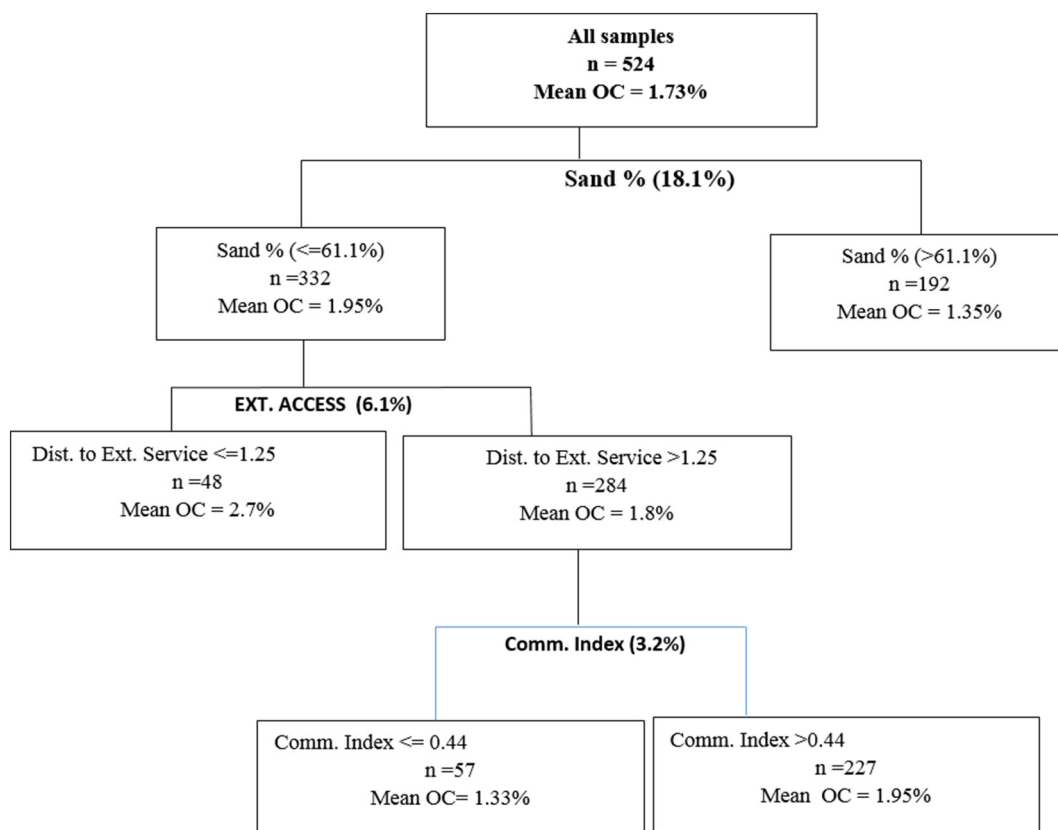 All samples
n = 524
Mean OC = 1.73%
Sand % (18.1%)
Sand % (<=61.1%)
n =332
Mean OC = 1.95%
Sand % (>61.1%)
n =192
Mean OC = 1.35%
EXT. ACCESS (6.1%)
Dist. to Ext. Service <=1.25
n =48
Mean OC = 2.7%
Dist. to Ext. Service >1.25
n =284
Mean OC = 1.8%
Comm. Index (3.2%)
Comm. Index <= 0.44
n =57
Mean OC= 1.33%
Comm. Index >0.44
n =227
Mean OC = 1.95%